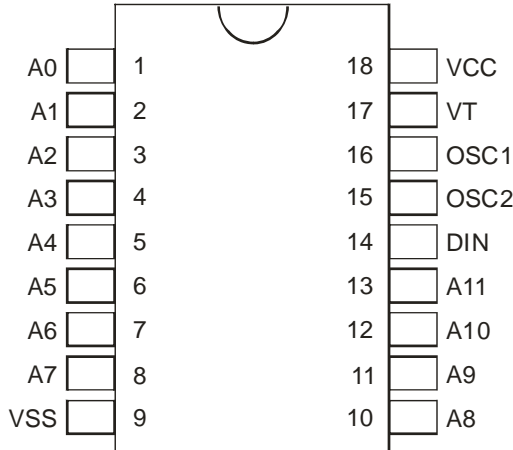 A0 1 18 VCC
A1 2 17 VT
A2 3 16 OSC1
A3 4 15 OSC2
A4 5 14 DIN
A5 6 13 A11
A6 7 12 A10
A7 8 11 A9
VSS 9 10 A8